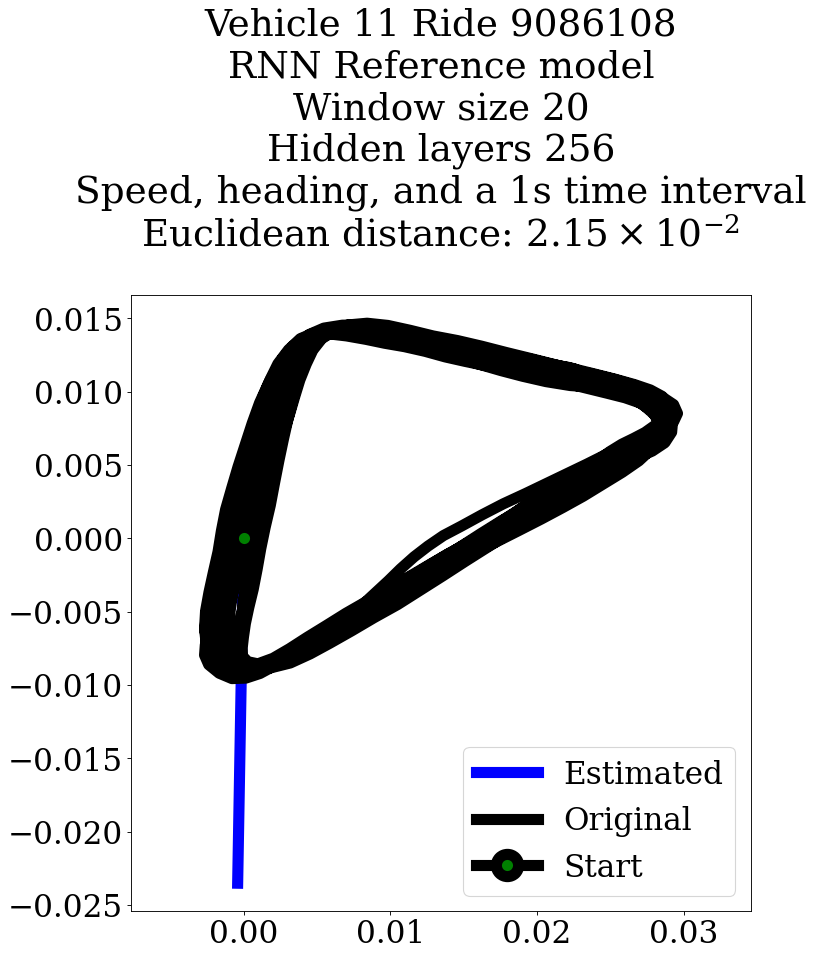 Vehicle 11 Ride 9086108
RNN Reference model
Window size 20
Hidden layers 256
Speed, heading, and a 1s time interval
Euclidean distance: 2.15 × 10⁻²
0.015
0.010
0.005
0.000
−0.005
−0.010
−0.015
−0.020
−0.025
Estimated
Original
Start
0.00 0.01 0.02 0.03